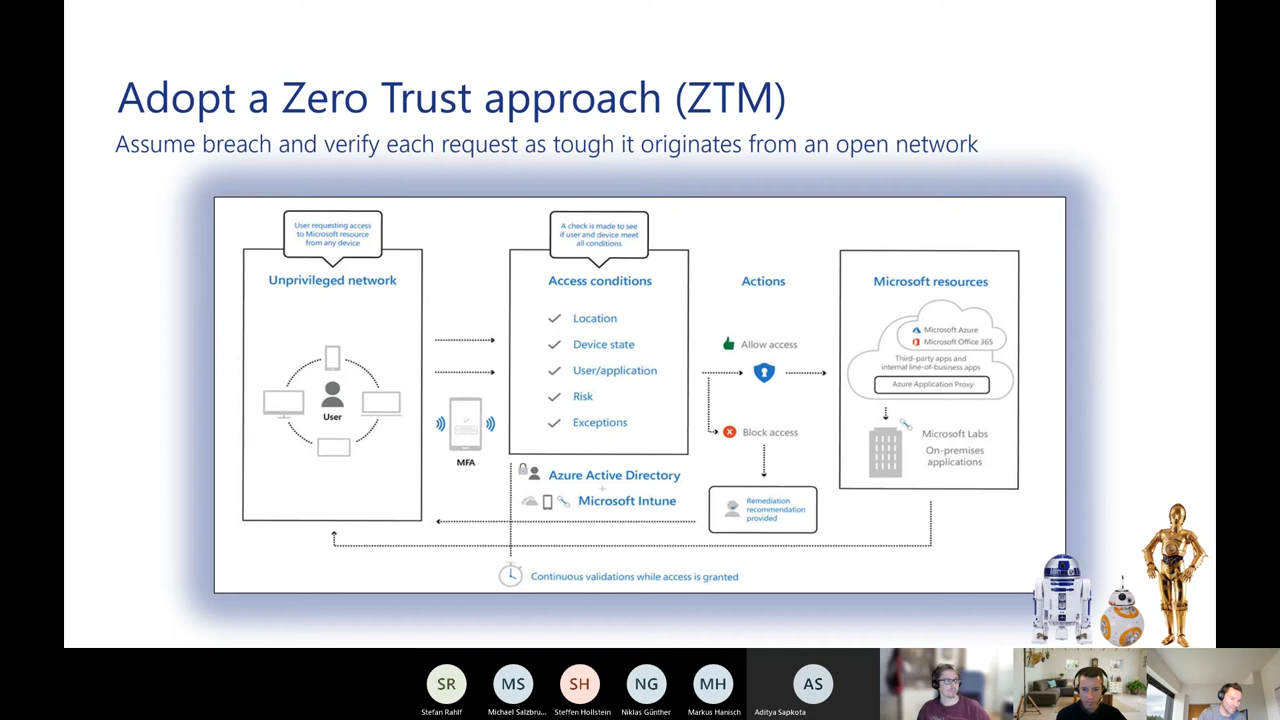 Adopt a Zero Trust approach (ZTM)
Assume breach and verify each request as tough it originates from an open network
User requesting access
to Microsoft resource
from any device
Unprivileged network
User
MFA
A check is made to see
if user and device meet
all conditions
Access conditions
Location
Device state
User/application
Risk
Exceptions
Azure Active Directory
+
Microsoft Intune
Actions
Allow access
Block access
Remediation
recommendation
provided
Microsoft resources
Microsoft Azure
Microsoft Office 365
Third-party apps and
internal line-of-business apps
Azure Application Proxy
Microsoft Labs
On-premises
applications
Continuous validations while access is granted
SR
Stefan Rahlf
MS
Michael Salzbru...
SH
Steffen Hollstein
NG
Niklas Günther
MH
Markus Hanisch
AS
Aditya Sapkota